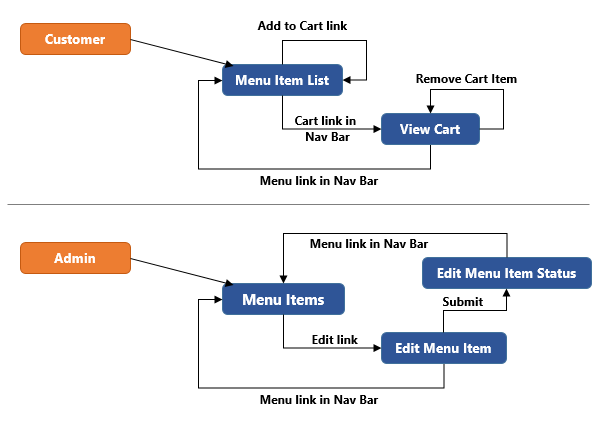 Customer
Add to Cart link
Menu Item List
Remove Cart Item
Cart link in
Nav Bar
View Cart
Menu link in Nav Bar
Admin
Menu link in Nav Bar
Edit Menu Item Status
Menu Items
Submit
Edit link
Edit Menu Item
Menu link in Nav Bar